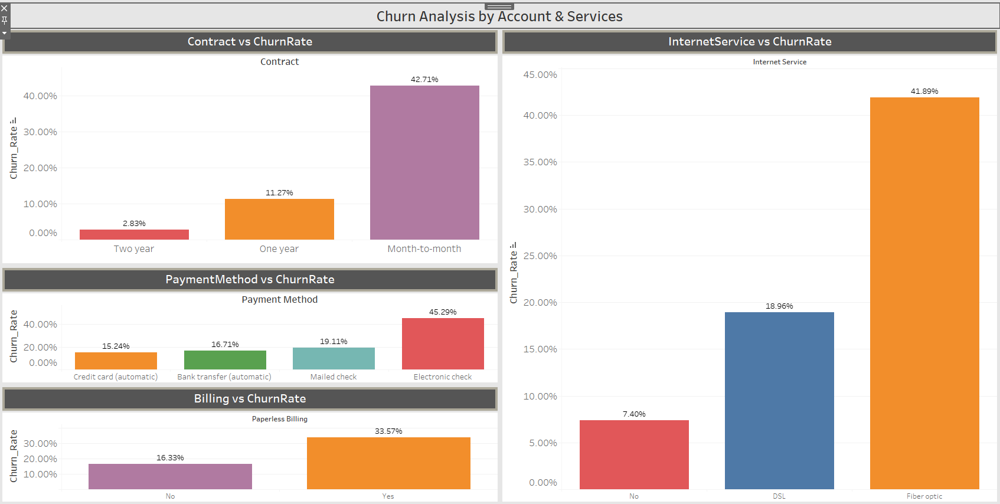 Churn Analysis by Account & Services
Contract vs ChurnRate
Contract
Churn_Rate
40.00%
30.00%
20.00%
10.00%
0.00%
2.83%
11.27%
42.71%
Two year
One year
Month-to-month
PaymentMethod vs ChurnRate
Payment Method
Churn_Rate
40.00%
20.00%
0.00%
15.24%
16.71%
19.11%
45.29%
Credit card (automatic)
Bank transfer (automatic)
Mailed check
Electronic check
Billing vs ChurnRate
Paperless Billing
Churn_Rate
30.00%
20.00%
10.00%
16.33%
33.57%
No
Yes
InternetService vs ChurnRate
Internet Service
Churn_Rate
45.00%
40.00%
35.00%
30.00%
25.00%
20.00%
15.00%
10.00%
5.00%
0.00%
7.40%
18.96%
41.89%
No
DSL
Fiber optic